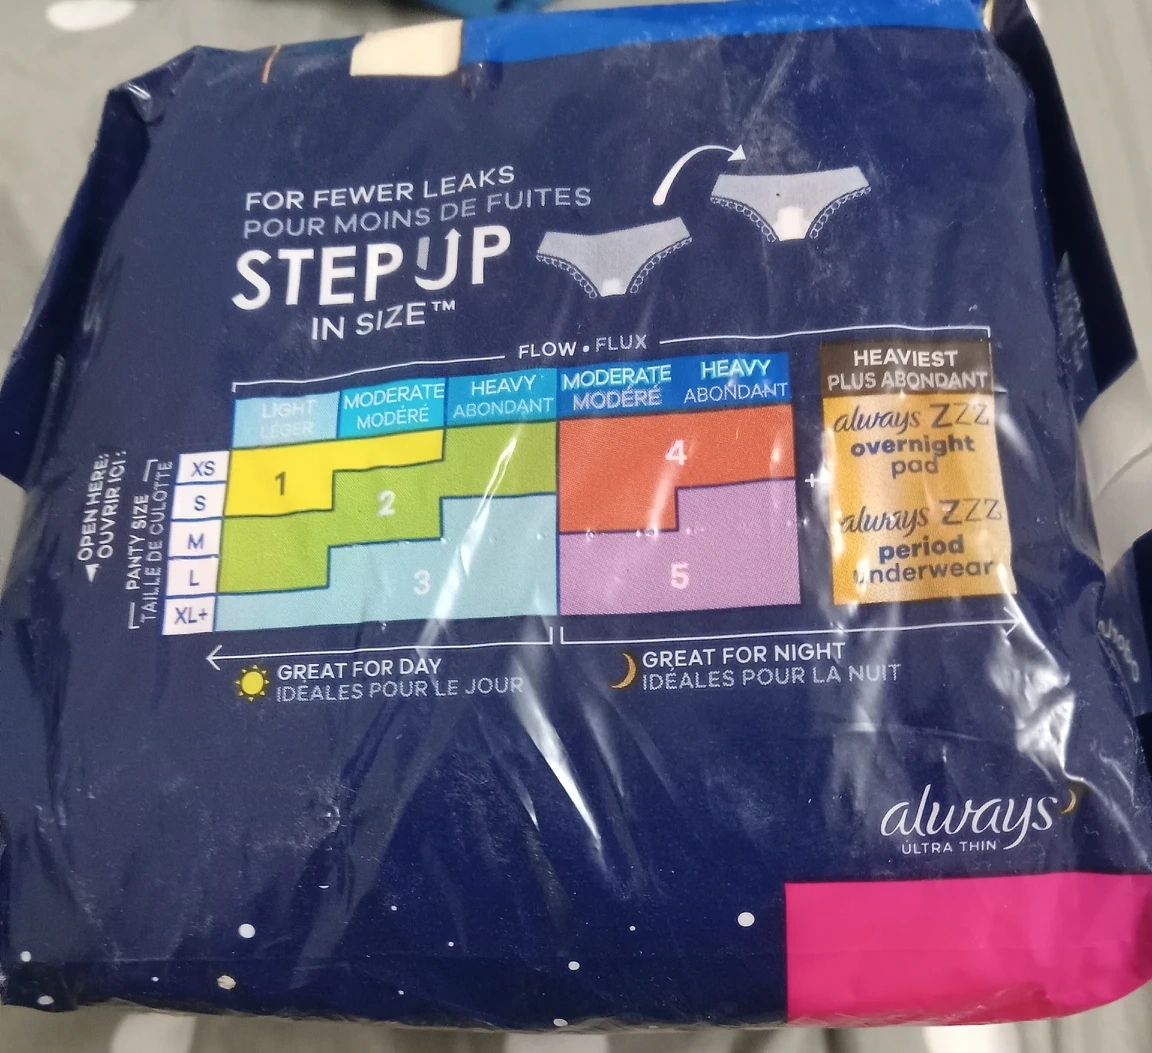 FOR FEWER LEAKS
POUR MOINS DE FUITES
STEP UP
IN SIZE™
FLOW • FLUX
LIGHT
LÉGER
MODERATE
MODÉRÉ
HEAVY
ABONDANT
MODERATE
MODÉRÉ
HEAVY
ABONDANT
HEAVIEST
PLUS ABONDANT
OPEN HERE:
OUVRIR ICI :
PANTY SIZE
TAILLE DE CULOTTE
XS
S
M
L
XL+
1
2
3
4
5
+
always ZZZ
overnight
pad
always ZZZ
period
underwear
GREAT FOR DAY
IDÉALES POUR LE JOUR
GREAT FOR NIGHT
IDÉALES POUR LA NUIT
always
ULTRA THIN